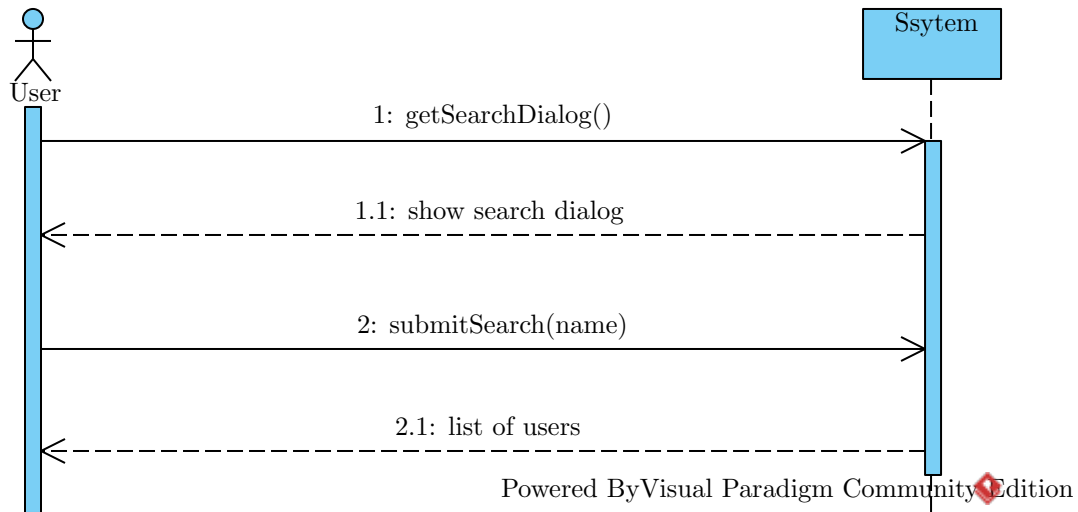 Ssytem
User
1: getSearchDialog()
1.1: show search dialog
2: submitSearch(name)
2.1: list of users
Powered ByVisual Paradigm Community Edition